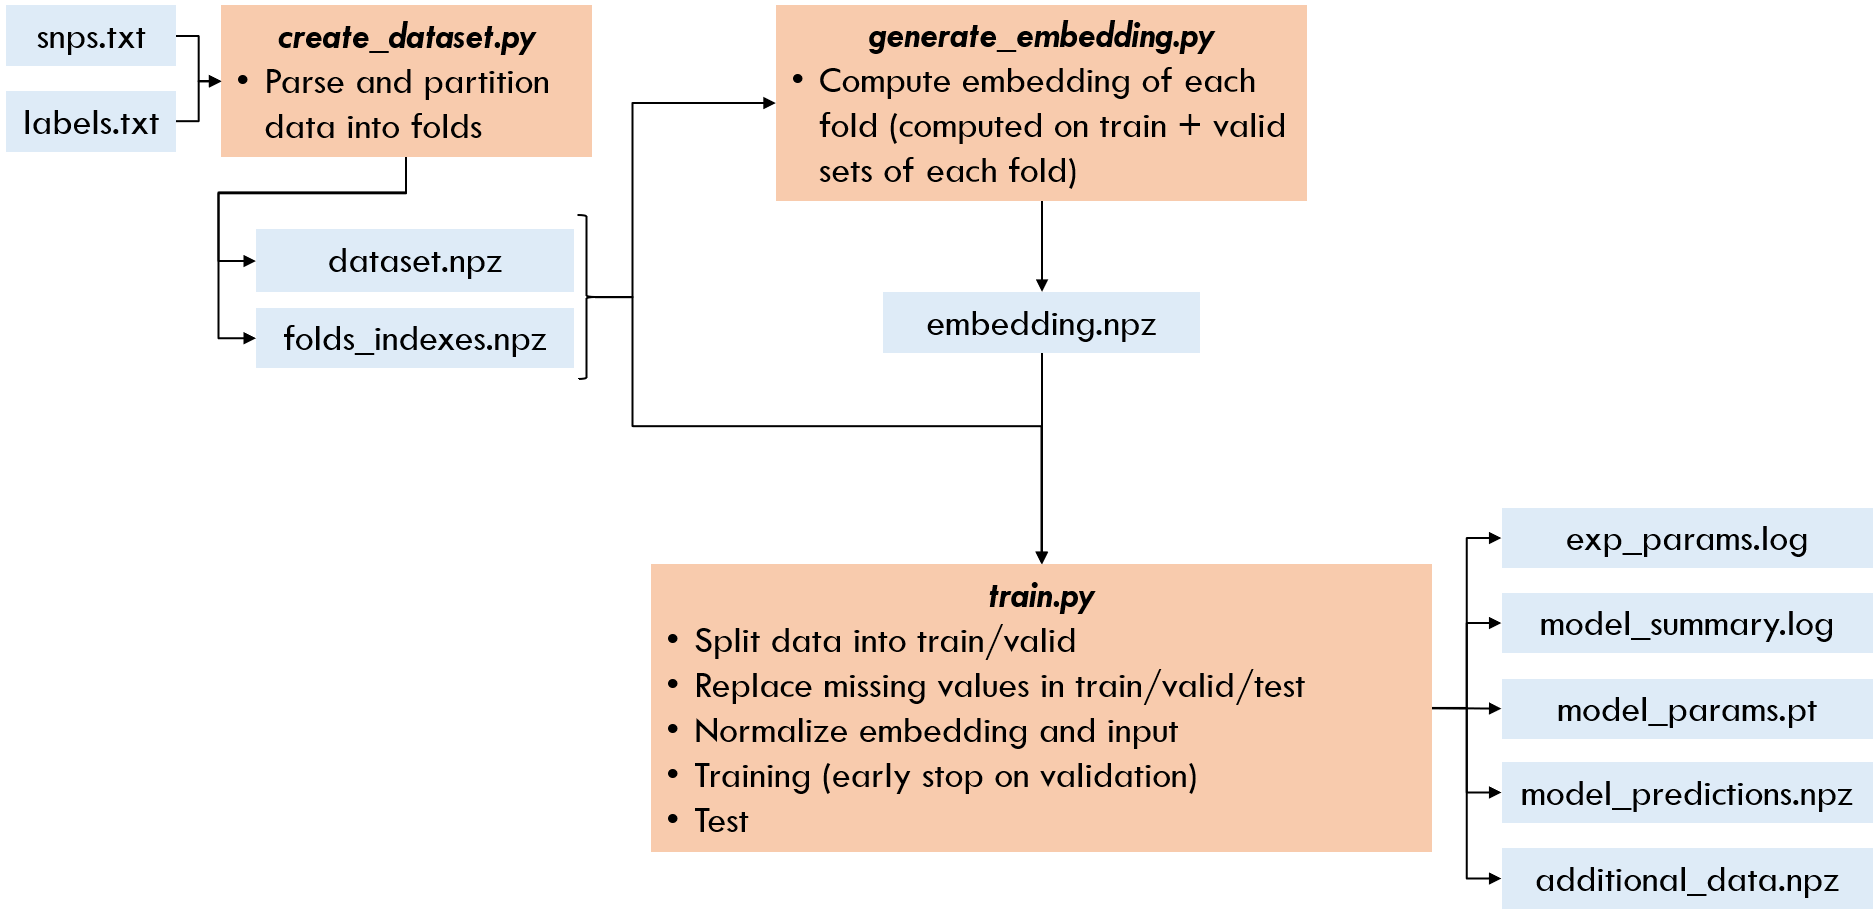 snps.txt
labels.txt
create_dataset.py
• Parse and partition
data into folds
dataset.npz
folds_indexes.npz
generate_embedding.py
• Compute embedding of each
fold (computed on train + valid
sets of each fold)
embedding.npz
train.py
• Split data into train/valid
• Replace missing values in train/valid/test
• Normalize embedding and input
• Training (early stop on validation)
• Test
exp_params.log
model_summary.log
model_params.pt
model_predictions.npz
additional_data.npz